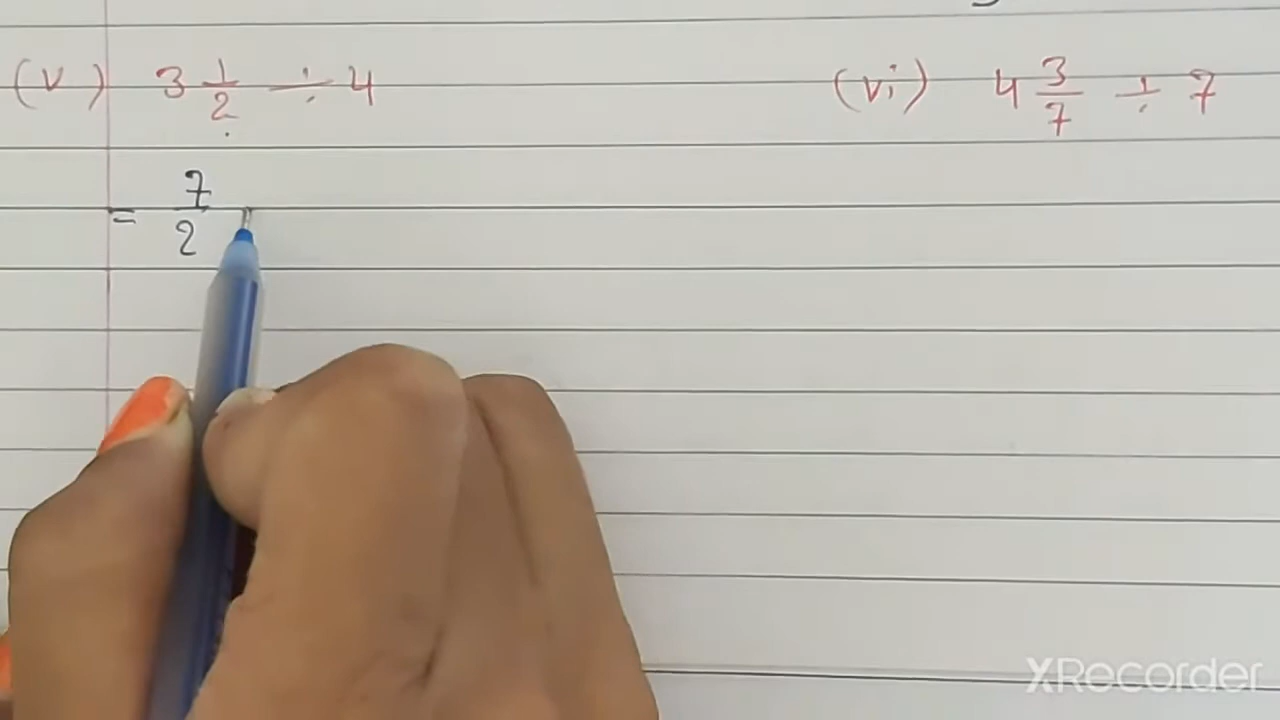 (v) 3 1/2 ÷ 4
(vi) 4 3/7 ÷ 7
= 7/2
XRecorder